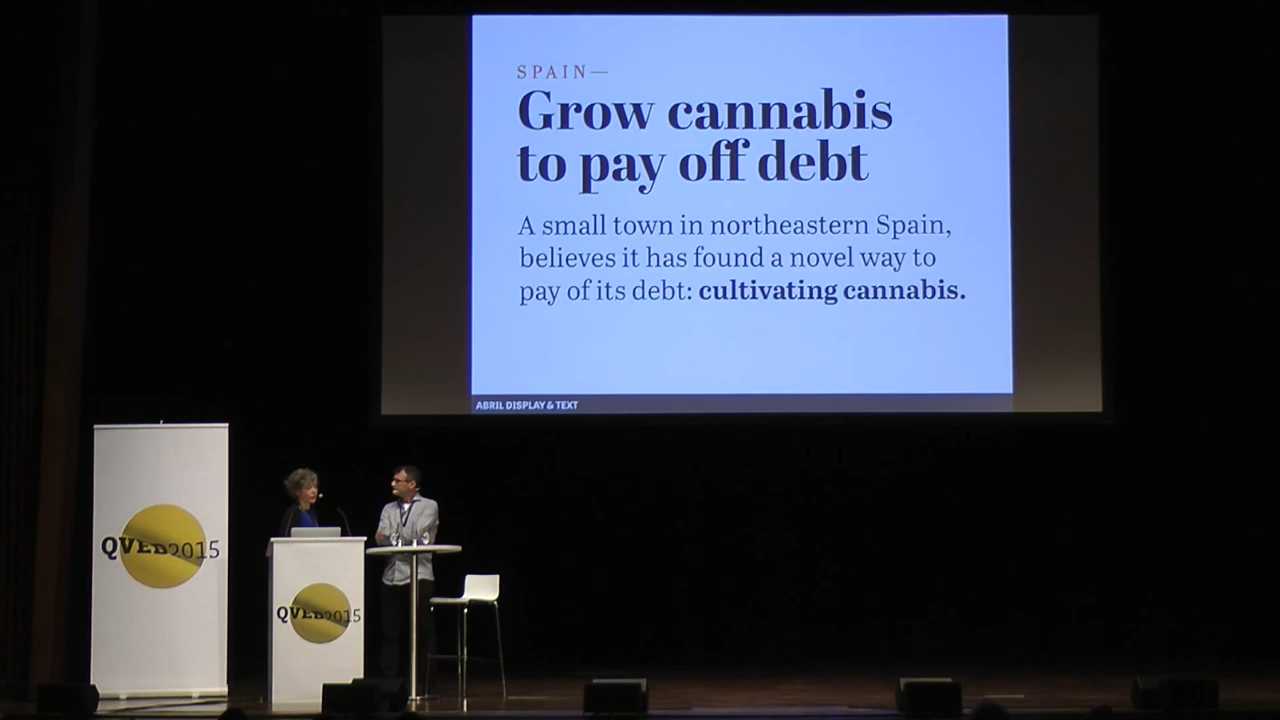 SPAIN—
Grow cannabis
to pay off debt
A small town in northeastern Spain,
believes it has found a novel way to
pay of its debt: cultivating cannabis.
ABRIL DISPLAY & TEXT
QVED2015
QVED2015